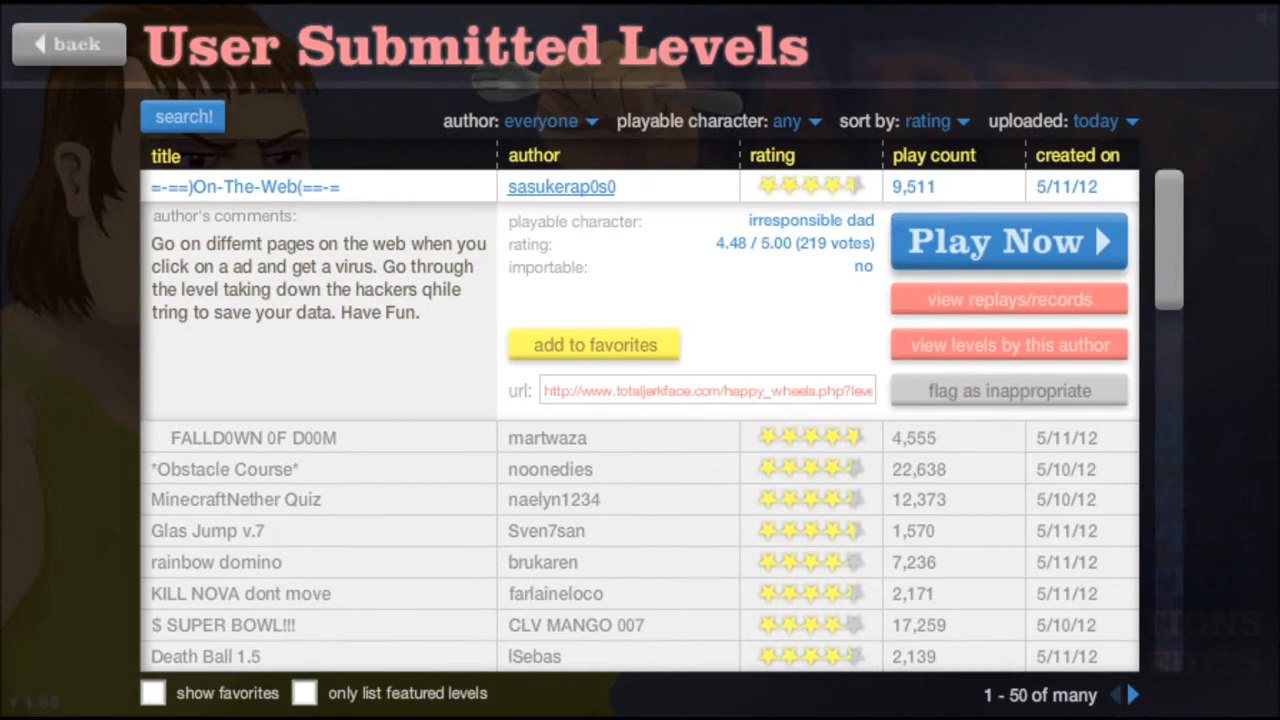 back
User Submitted Levels
search!
author: everyone playable character: any sort by: rating uploaded: today
title author rating play count created on
=-==)On-The-Web(==-= sasukerap0s0 9,511 5/11/12
author's comments:
Go on differnt pages on the web when you
click on a ad and get a virus. Go through
the level taking down the hackers qhile
tring to save your data. Have Fun.
playable character: irresponsible dad
rating: 4.48 / 5.00 (219 votes)
importable: no
add to favorites
url: http://www.totaljerkface.com/happy_wheels.php?leve
Play Now
view replays/records
view levels by this author
flag as inappropriate
FALLD0WN 0F D00M martwaza 4,555 5/11/12
*Obstacle Course* noonedies 22,638 5/10/12
MinecraftNether Quiz naelyn1234 12,373 5/10/12
Glas Jump v.7 Sven7san 1,570 5/11/12
rainbow domino brukaren 7,236 5/11/12
KILL NOVA dont move farlaineloco 2,171 5/11/12
S SUPER BOWL!!! CLV MANGO 007 17,259 5/10/12
Death Ball 1.5 lSebas 2,139 5/11/12
show favorites only list featured levels
1 - 50 of many